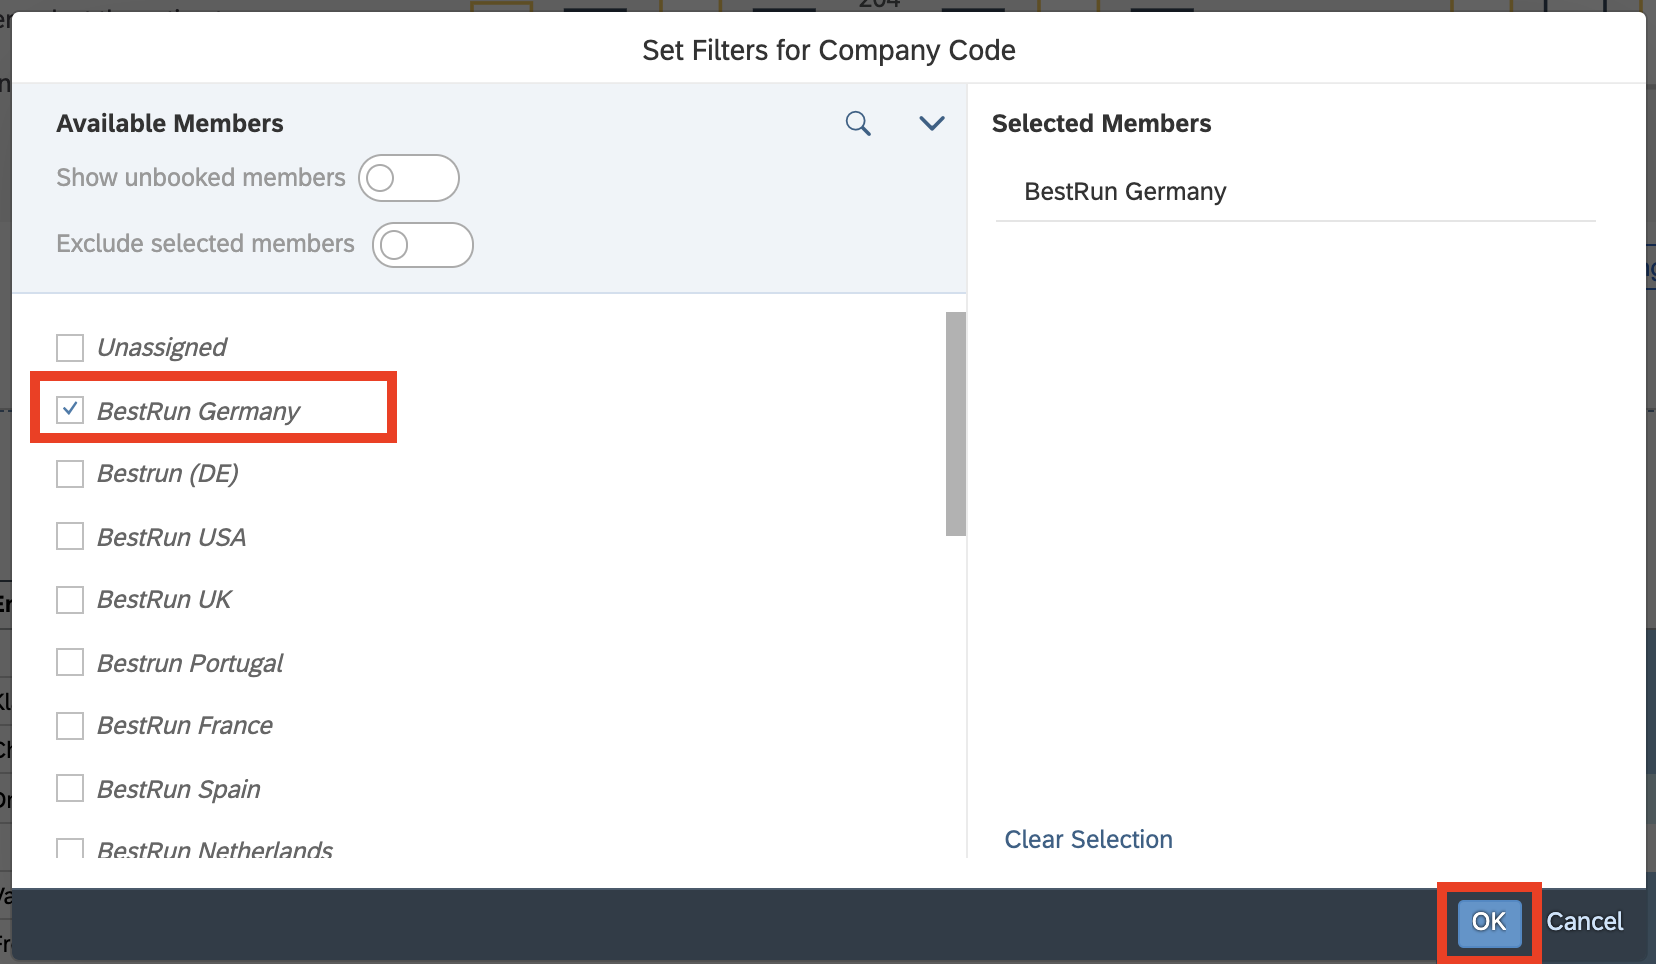 Set Filters for Company Code
Available Members
Show unbooked members
Exclude selected members
Unassigned
BestRun Germany
Bestrun (DE)
BestRun USA
BestRun UK
Bestrun Portugal
BestRun France
BestRun Spain
BestRun Netherlands
Selected Members
BestRun Germany
Clear Selection
OK
Cancel